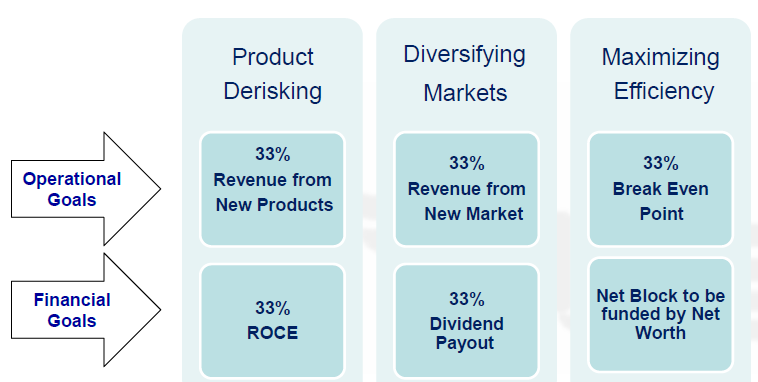 Product
Derisking
Diversifying
Markets
Maximizing
Efficiency
Operational
Goals
33%
Revenue from
New Products
33%
Revenue from
New Market
33%
Break Even
Point
Financial
Goals
33%
ROCE
33%
Dividend
Payout
Net Block to be
funded by Net
Worth